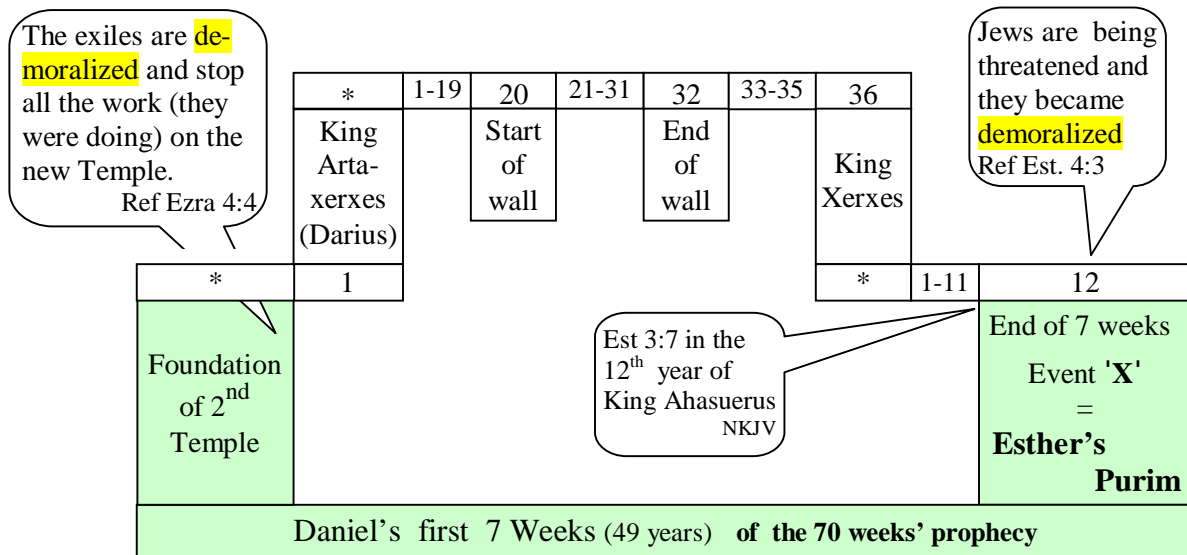 The exiles are de-
moralized and stop
all the work (they
were doing) on the
new Temple.
Ref Ezra 4:4
* 1-19 20 21-31 32 33-35 36
King
Arta-
xerxes
(Darius)
Start
of
wall
End
of
wall
King
Xerxes
Jews are being
threatened and
they became
demoralized
Ref Est. 4:3
* 1 * 1-11 12
Foundation
of 2nd
Temple
Est 3:7 in the
12th year of
King Ahasuerus
NKJV
End of 7 weeks
Event 'X'
=
Esther's
Purim
Daniel's first 7 Weeks (49 years) of the 70 weeks' prophecy